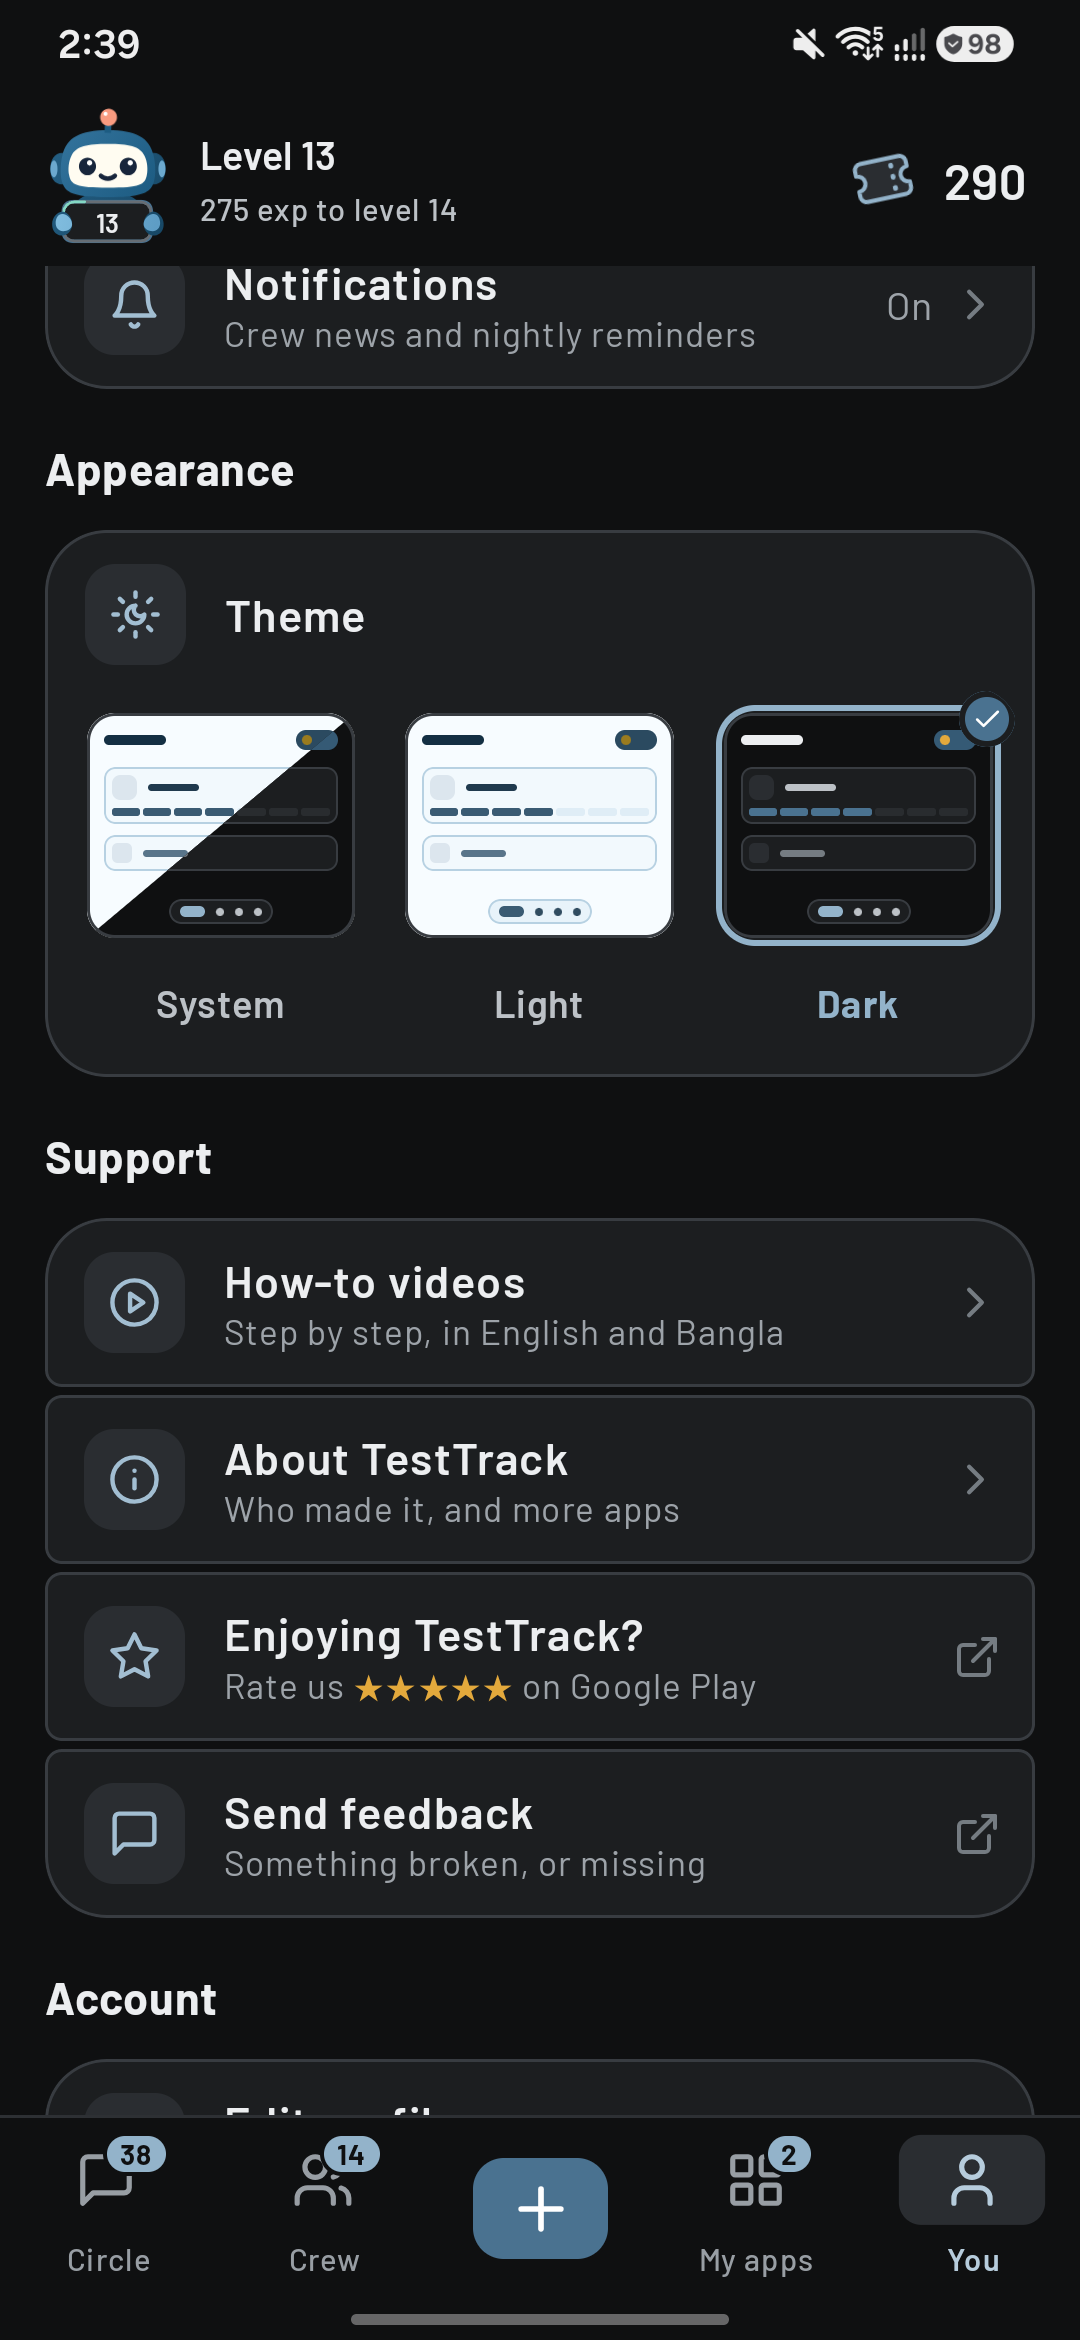 2:39
5
98
Level 13
275 exp to level 14
13
290
Notifications
Crew news and nightly reminders
On
Appearance
Theme
System
Light
Dark
Support
How-to videos
Step by step, in English and Bangla
About TestTrack
Who made it, and more apps
Enjoying TestTrack?
Rate us ★★★★★ on Google Play
Send feedback
Something broken, or missing
Account
38
14
2
Circle
Crew
My apps
You